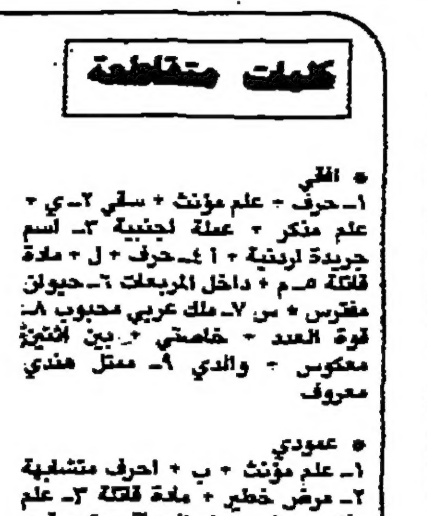 كلمات متقاطعة
* افقي
١ـ حرف + علم مؤنث + سقي ٢ـ ي +
علم مذكر + عملة اجنبية ٣ـ اسم
جريدة اردنية + أ ٤ـ حرف + ل + مادة
قاتلة ٥ـ م + داخل المربعات ٦ـ حيوان
مفترس + س ٧ـ ملك عربي محبوب ٨ـ
قوة العدد + خاصتي + بين اثنين
معكوس + والدي ٩ـ ممثل هندي
معروف
* عمودي
١ـ علم مؤنث + ب + احرف متشابهة
٢ـ مرض خطير + مادة قاتلة ٣ـ علم